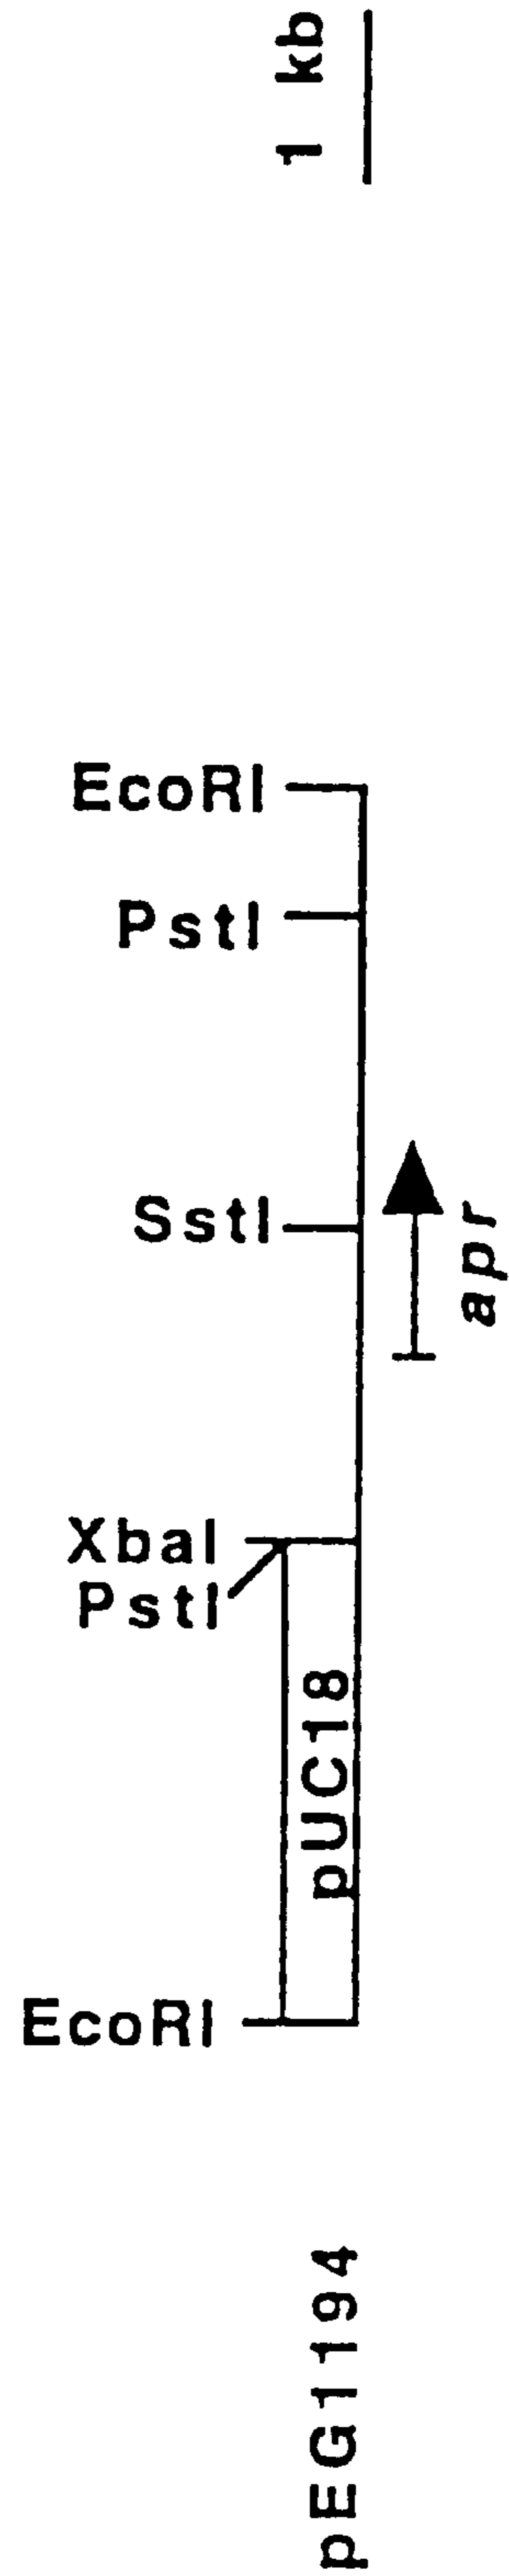 1 kb
EcoRI
PstI
SstI
apr
XbaI
PstI
pUC18
EcoRI
pEG1194